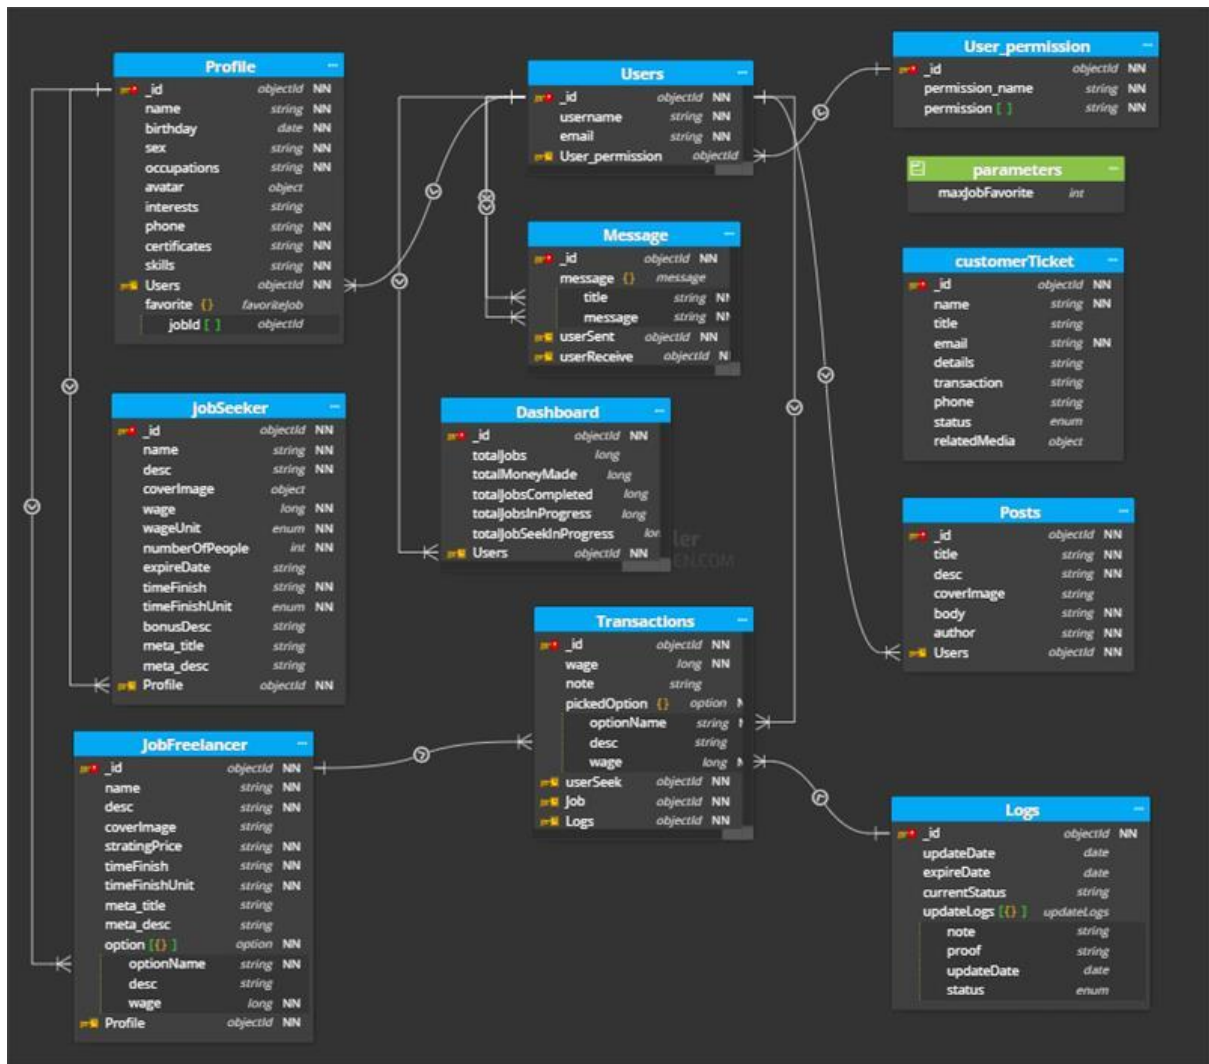 Profile
_id objectId NN
name string NN
birthday date NN
sex string NN
occupations string NN
avatar object
interests string
phone string NN
certificates string NN
skills string NN
Users objectId NN
favorite {} favoriteJob
jobId [ ] objectId
Users
_id objectId NN
username string NN
email string NN
User_permission objectId
User_permission
_id objectId NN
permission_name string NN
permission [ ] string NN
parameters
maxJobFavorite int
Message
_id objectId NN
message {} message
title string NN
message string NN
userSent objectId NN
userReceive objectId N
customerTicket
_id objectId NN
name string NN
title string
email string NN
details string
transaction string
phone string
status enum
relatedMedia object
JobSeeker
_id objectId NN
name string NN
desc string NN
coverImage object
wage long NN
wageUnit enum NN
numberOfPeople int NN
expireDate string
timeFinish string NN
timeFinishUnit enum NN
bonusDesc string
meta_title string
meta_desc string
Profile objectId NN
Dashboard
_id objectId NN
totalJobs long
totalMoneyMade long
totalJobsCompleted long
totalJobsInProgress long
totalJobSeekInProgress lon
Users objectId NN
ler
EN.COM
Posts
_id objectId NN
title string NN
desc string NN
coverImage string
body string NN
author string NN
Users objectId NN
Transactions
_id objectId NN
wage long NN
note string
pickedOption {} option N
optionName string N
desc string
wage long N
userSeek objectId NN
Job objectId NN
Logs objectId NN
JobFreelancer
_id objectId NN
name string NN
desc string NN
coverImage string
stratingPrice string NN
timeFinish string NN
timeFinishUnit string NN
meta_title string
meta_desc string
option [{} ] option NN
optionName string NN
desc string
wage long NN
Profile objectId NN
Logs
_id objectId NN
updateDate date
expireDate date
currentStatus string
updateLogs [{} ] updateLogs
note string
proof string
updateDate date
status enum